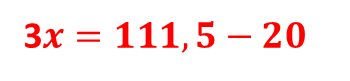 3x = 111,5 − 20